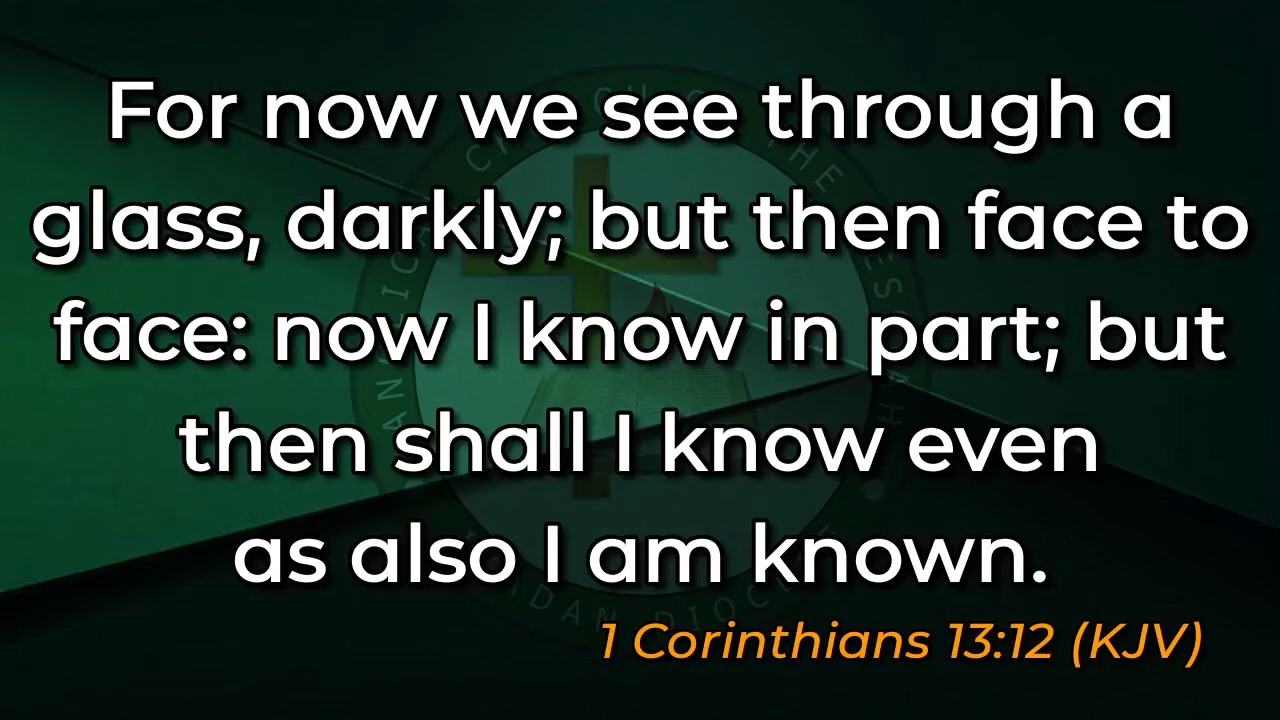 For now we see through a
glass, darkly; but then face to
face: now I know in part; but
then shall I know even
as also I am known.
1 Corinthians 13:12 (KJV)